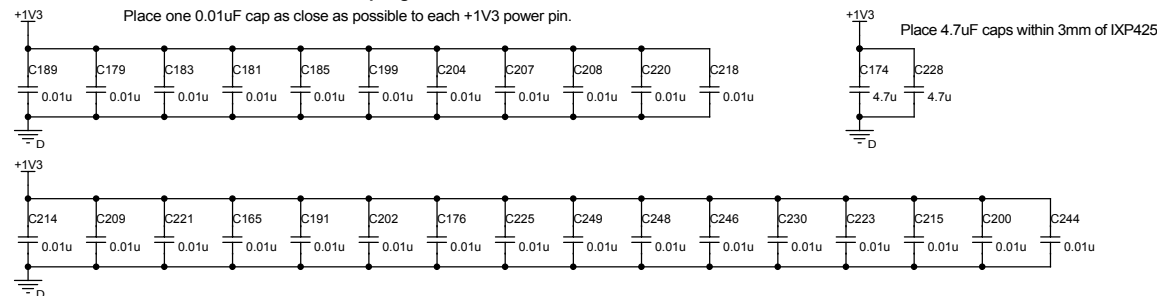 Place one 0.01uF cap as close as possible to each +1V3 power pin.
+1V3
+1V3
Place 4.7uF caps within 3mm of IXP425
C189 C179 C183 C181 C185 C199 C204 C207 C208 C220 C218
C174 C228
0.01u 0.01u 0.01u 0.01u 0.01u 0.01u 0.01u 0.01u 0.01u 0.01u 0.01u
4.7u 4.7u
D
D
+1V3
C214 C209 C221 C165 C191 C202 C176 C225 C249 C248 C246 C230 C223 C215 C200 C244
0.01u 0.01u 0.01u 0.01u 0.01u 0.01u 0.01u 0.01u 0.01u 0.01u 0.01u 0.01u 0.01u 0.01u 0.01u 0.01u
D